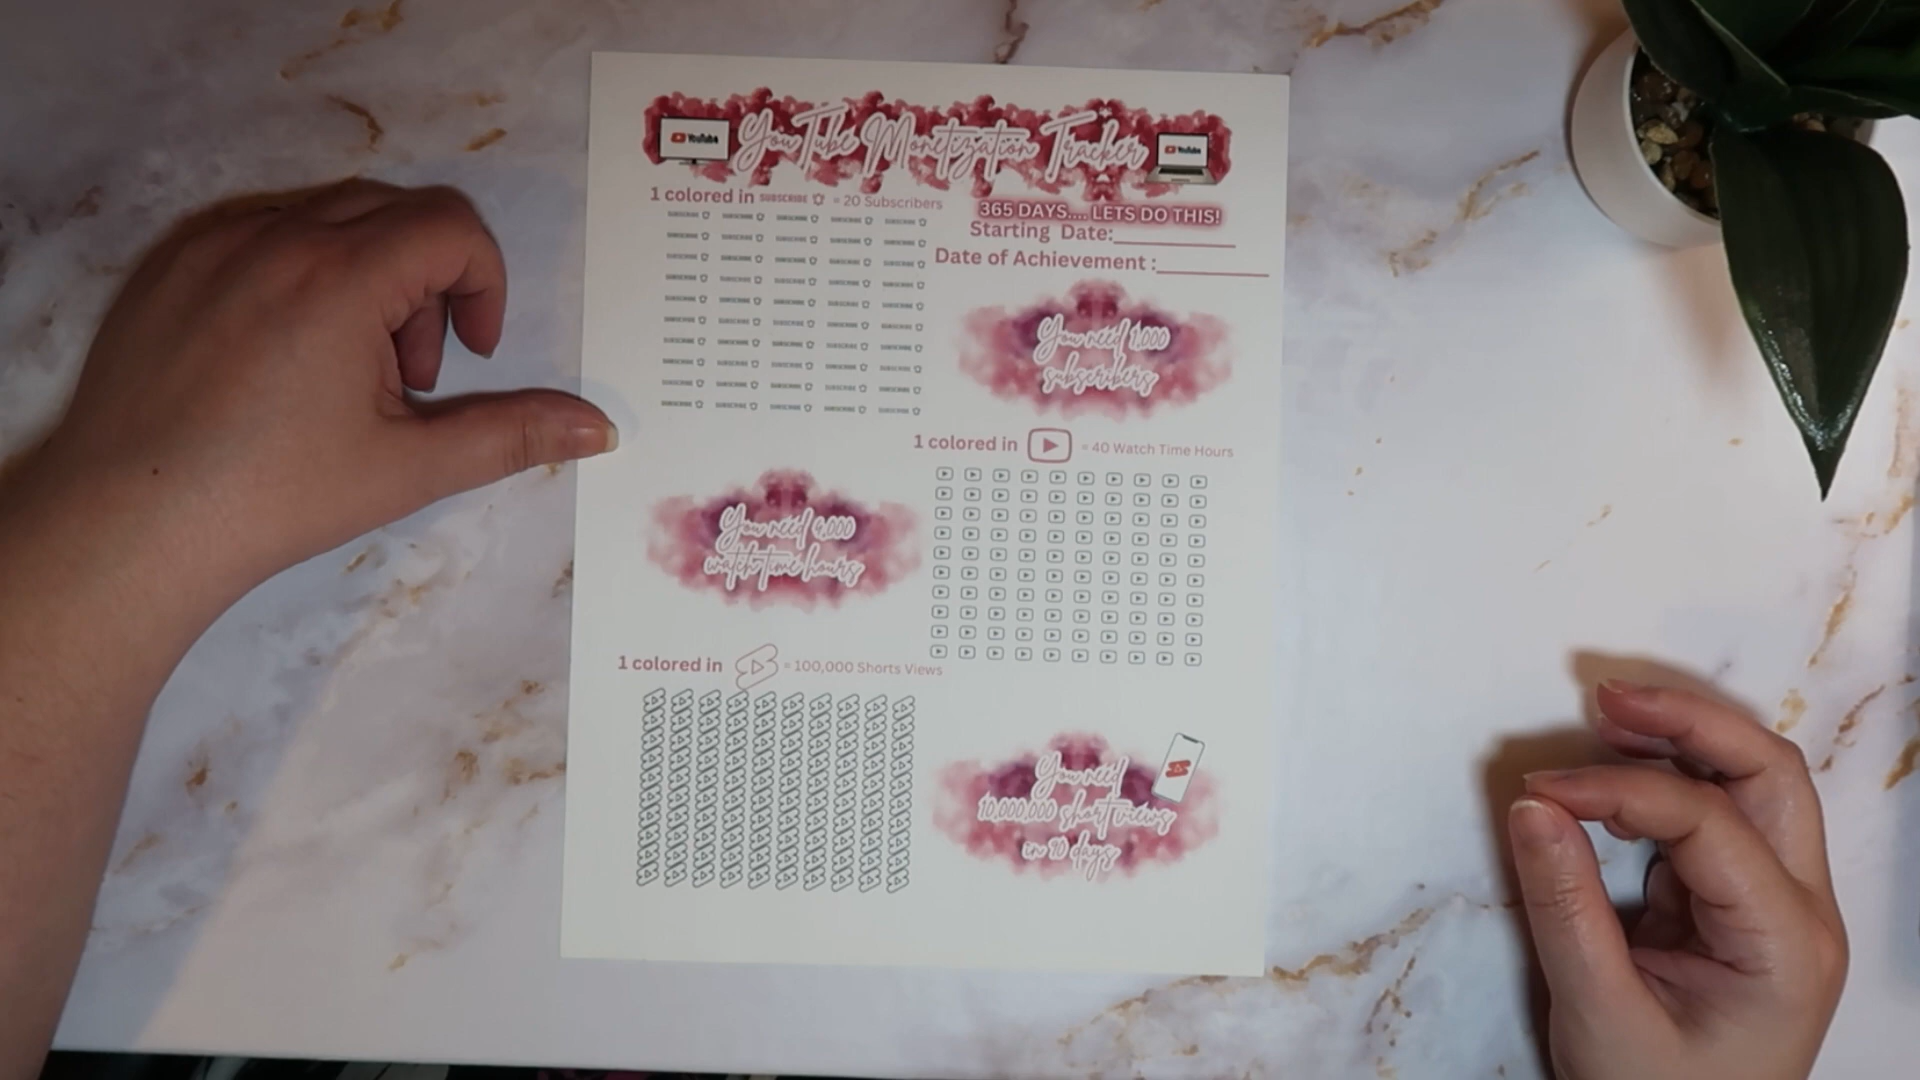 YouTube Monetization Tracker
YouTube
YouTube
1 colored in SUBSCRIBE = 20 Subscribers
365 DAYS.... LETS DO THIS!
Starting Date:
Date of Achievement :
You need 1,000
subscribers
1 colored in = 40 Watch Time Hours
You need 4,000
watch time hours
1 colored in = 100,000 Shorts Views
You need
10,000,000 short views
in 90 days